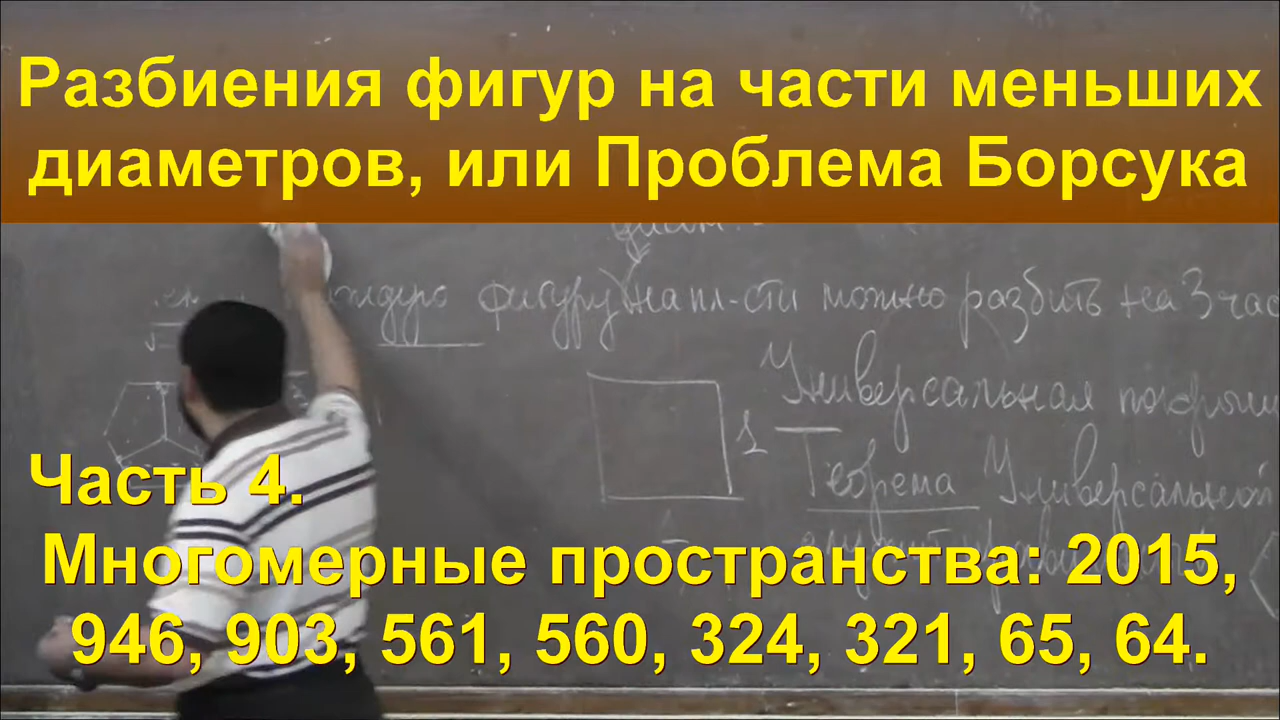 Разбиения фигур на части меньших
диаметров, или Проблема Борсука
фигуру на пл-сти можно разбить на 3 час
Универсальная
1
Теорема Универсальной
Часть 4.
Многомерные пространства: 2015,
946, 903, 561, 560, 324, 321, 65, 64.